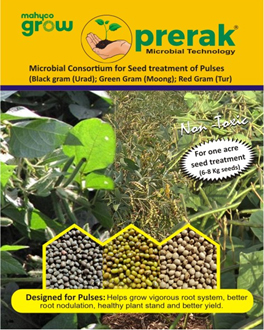 mahyco
grow
prerak®
Microbial Technology
Microbial Consortium for Seed treatment of Pulses
(Black gram (Urad); Green Gram (Moong); Red Gram (Tur)
Non Toxic
For one acre
seed treatment
(6-8 Kg seeds)
Designed for Pulses: Helps grow vigorous root system, better
root nodulation, healthy plant stand and better yield.